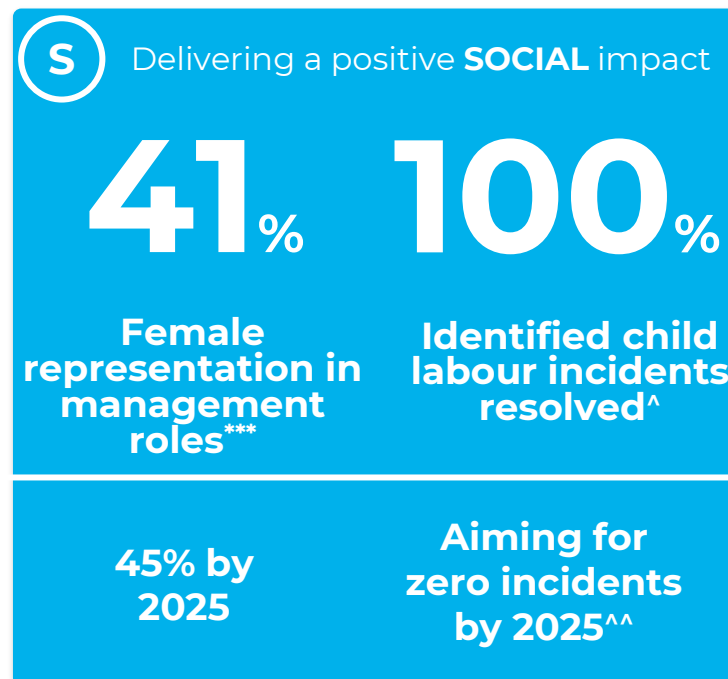 S
Delivering a positive SOCIAL impact
41%
100%
Female
representation in
management
roles***
Identified child
labour incidents
resolved^
45% by
2025
Aiming for
zero incidents
by 2025^^